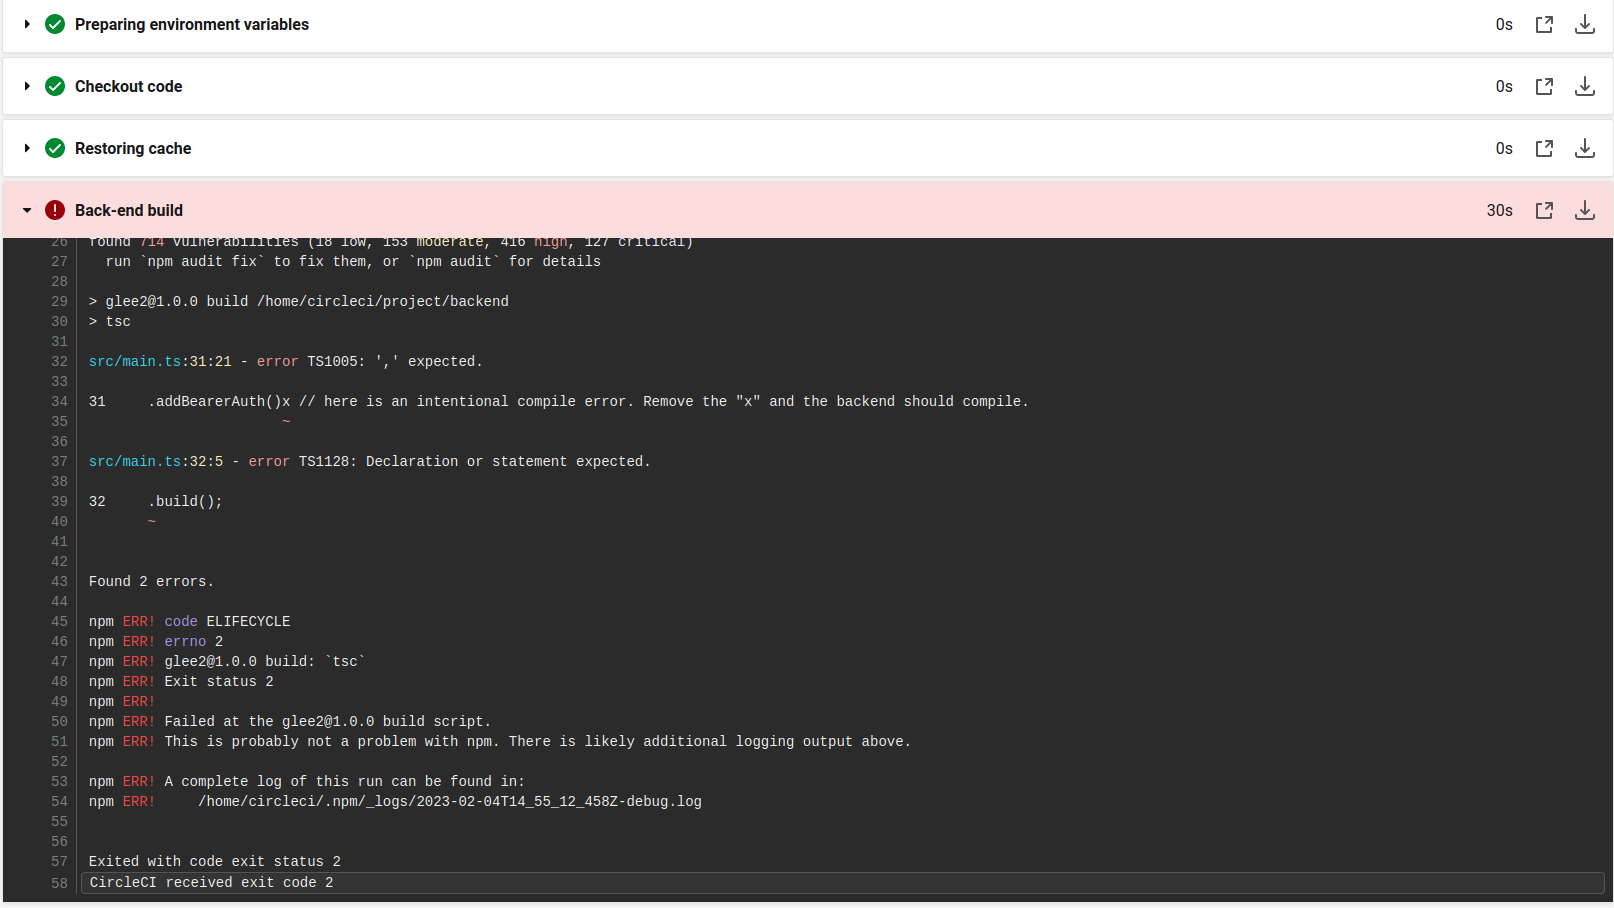 Preparing environment variables 0s
Checkout code 0s
Restoring cache 0s
Back-end build 30s
26 found 714 vulnerabilities (18 low, 153 moderate, 416 high, 127 critical)
27 run `npm audit fix` to fix them, or `npm audit` for details
28
29 > glee2@1.0.0 build /home/circleci/project/backend
30 > tsc
31
32 src/main.ts:31:21 - error TS1005: ',' expected.
33
34 31     .addBearerAuth()x // here is an intentional compile error. Remove the "x" and the backend should compile.
35 ~
36
37 src/main.ts:32:5 - error TS1128: Declaration or statement expected.
38
39 32     .build();
40 ~
41
42
43 Found 2 errors.
44
45 npm ERR! code ELIFECYCLE
46 npm ERR! errno 2
47 npm ERR! glee2@1.0.0 build: `tsc`
48 npm ERR! Exit status 2
49 npm ERR!
50 npm ERR! Failed at the glee2@1.0.0 build script.
51 npm ERR! This is probably not a problem with npm. There is likely additional logging output above.
52
53 npm ERR! A complete log of this run can be found in:
54 npm ERR!     /home/circleci/.npm/_logs/2023-02-04T14_55_12_458Z-debug.log
55
56
57 Exited with code exit status 2
58 CircleCI received exit code 2